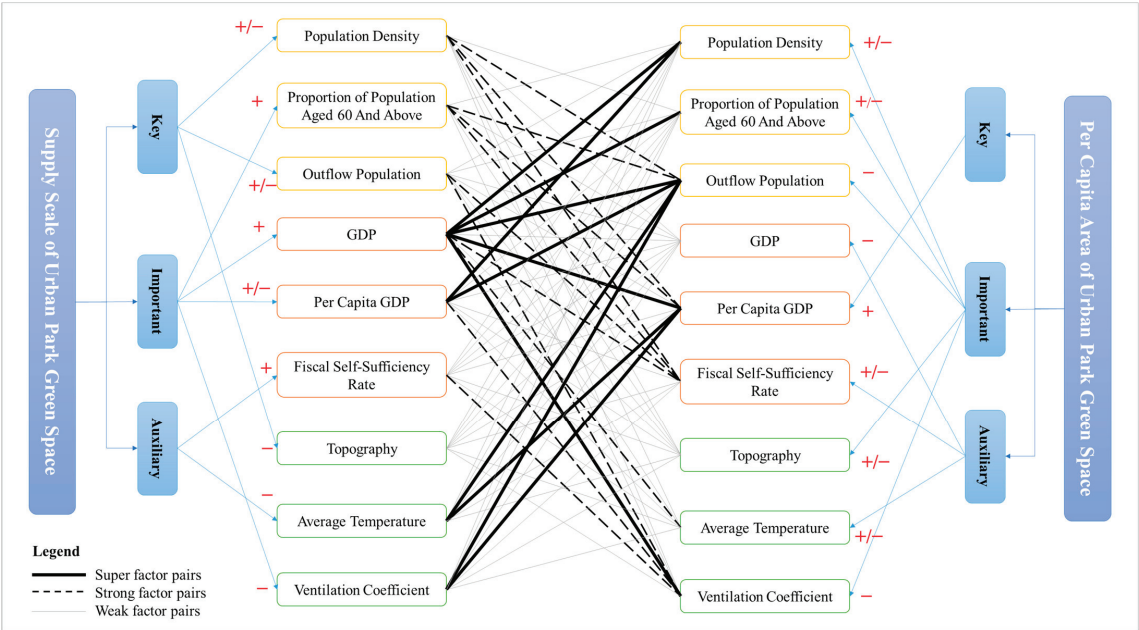 Supply Scale of Urban Park Green Space
Key
Important
Auxiliary
+/−
+
+/−
+
+/−
+
−
−
−
Population Density
Proportion of Population
Aged 60 And Above
Outflow Population
GDP
Per Capita GDP
Fiscal Self-Sufficiency
Rate
Topography
Average Temperature
Ventilation Coefficient
Population Density
Proportion of Population
Aged 60 And Above
Outflow Population
GDP
Per Capita GDP
Fiscal Self-Sufficiency
Rate
Topography
Average Temperature
Ventilation Coefficient
+/−
+/−
−
−
+
+/−
+/−
+/−
−
Key
Important
Auxiliary
Per Capita Area of Urban Park Green Space
Legend
Super factor pairs
Strong factor pairs
Weak factor pairs